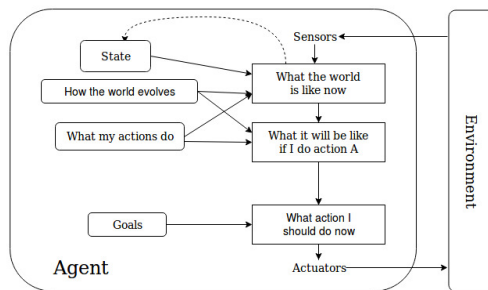 Sensors
State
What the world
is like now
How the world evolves
What my actions do
What it will be like
if I do action A
Goals
What action I
should do now
Agent
Actuators
Environment